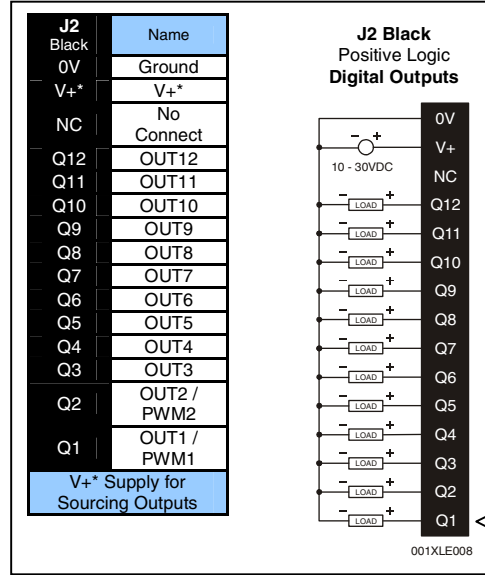 J2
Black
Name
0V
Ground
V+*
V+*
NC
No
Connect
Q12
OUT12
Q11
OUT11
Q10
OUT10
Q9
OUT9
Q8
OUT8
Q7
OUT7
Q6
OUT6
Q5
OUT5
Q4
OUT4
Q3
OUT3
Q2
OUT2 /
PWM2
Q1
OUT1 /
PWM1
V+* Supply for
Sourcing Outputs
J2 Black
Positive Logic
Digital Outputs
0V
- +
V+
10 - 30VDC
NC
- LOAD + Q12
- LOAD + Q11
- LOAD + Q10
- LOAD + Q9
- LOAD + Q8
- LOAD + Q7
- LOAD + Q6
- LOAD + Q5
- LOAD + Q4
- LOAD + Q3
- LOAD + Q2
- LOAD + Q1
001XLE008